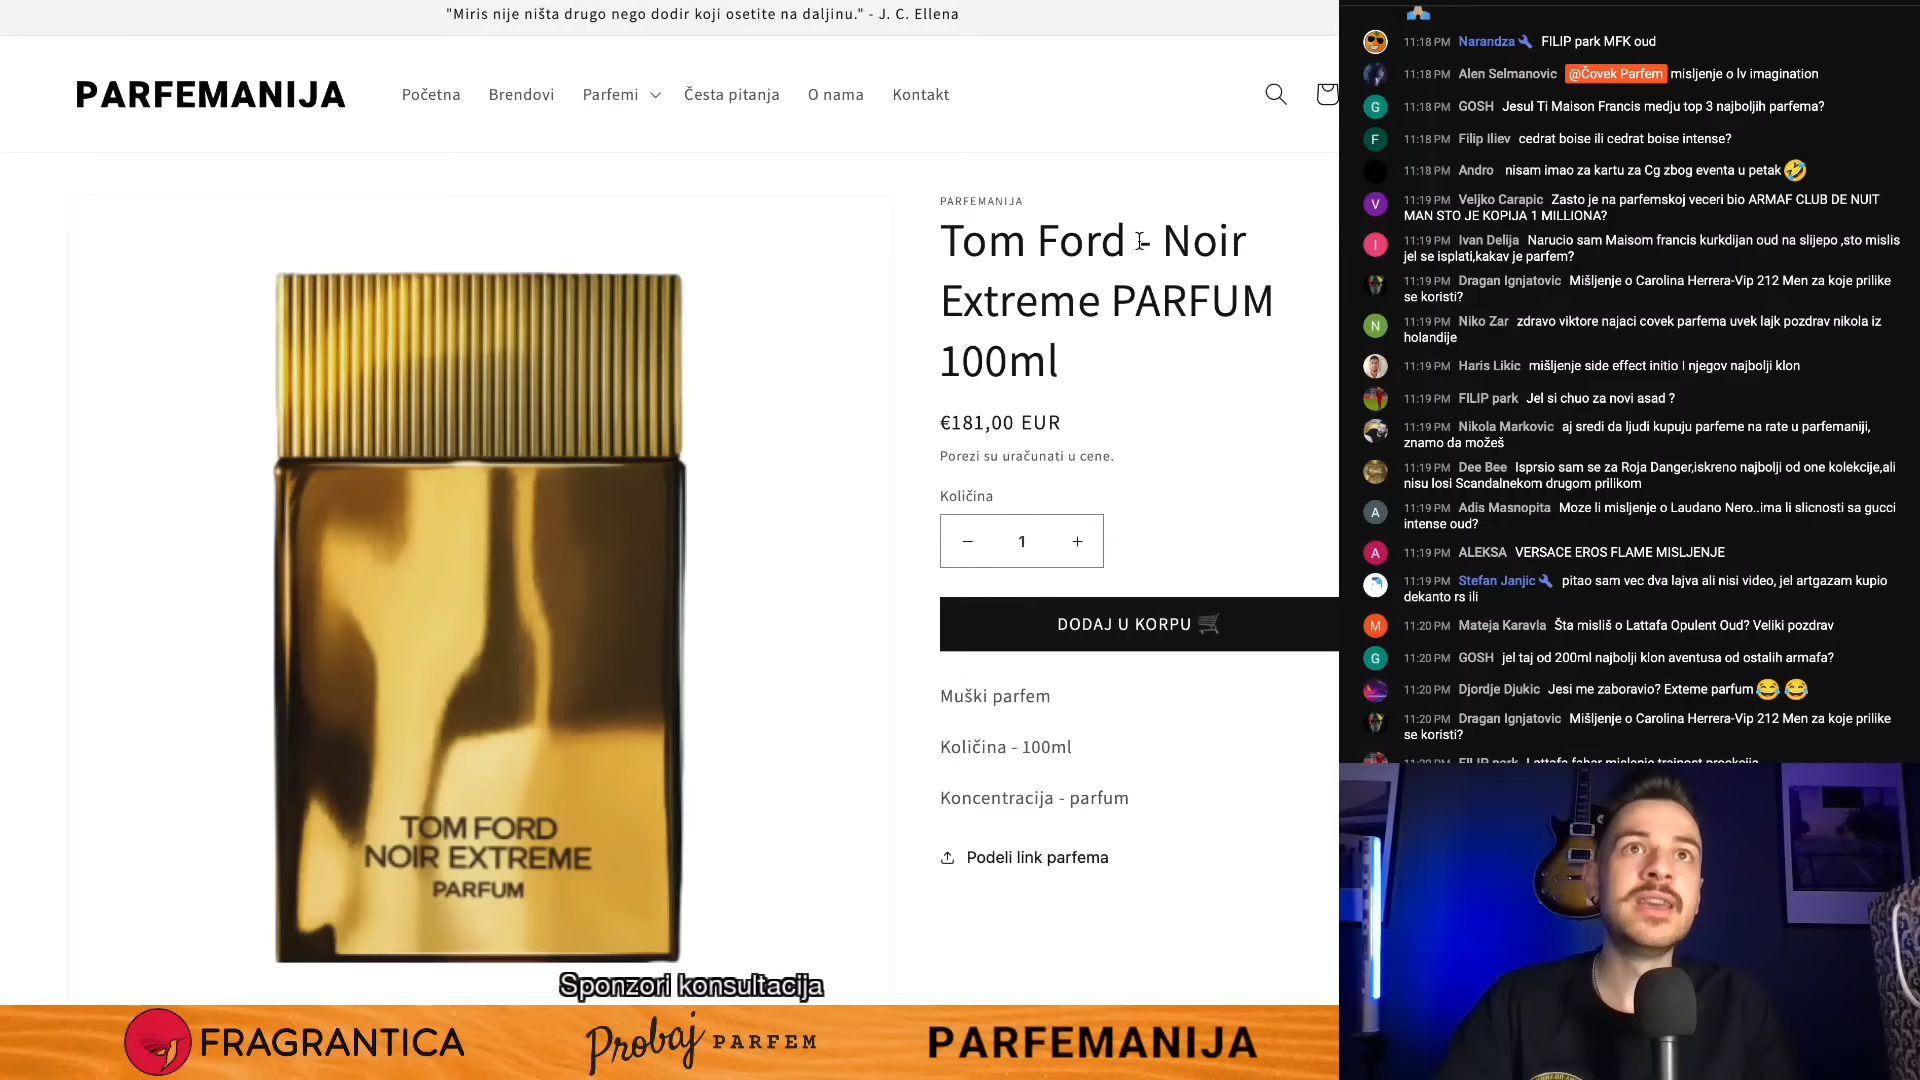 "Miris nije ništa drugo nego dodir koji osetite na daljinu." - J. C. Ellena
PARFEMANIJA
Početna
Brendovi
Parfemi
Česta pitanja
O nama
Kontakt
PARFEMANIJA
Tom Ford - Noir
Extreme PARFUM
100ml
€181,00 EUR
Porezi su uračunati u cene.
Količina
− 1 +
DODAJ U KORPU
Muški parfem
Količina - 100ml
Koncentracija - parfum
Podeli link parfema
TOM FORD
NOIR EXTREME
PARFUM
Sponzori konsultacija
FRAGRANTICA
Probaj PARFEM
PARFEMANIJA
11:18 PM Narandza FILIP park MFK oud
11:18 PM Alen Selmanovic @Čovek Parfem misljenje o lv imagination
G 11:18 PM GOSH Jesul Ti Maison Francis medju top 3 najboljih parfema?
F 11:18 PM Filip Iliev cedrat boise ili cedrat boise intense?
11:18 PM Andro nisam imao za kartu za Cg zbog eventa u petak 🤣
V 11:19 PM Veljko Carapic Zasto je na parfemskoj veceri bio ARMAF CLUB DE NUIT
MAN STO JE KOPIJA 1 MILLIONA?
I 11:19 PM Ivan Delija Narucio sam Maisom francis kurkdijan oud na slijepo ,sto mislis
jel se isplati,kakav je parfem?
11:19 PM Dragan Ignjatovic Mišljenje o Carolina Herrera-Vip 212 Men za koje prilike
se koristi?
N 11:19 PM Niko Zar zdravo viktore najaci covek parfema uvek lajk pozdrav nikola iz
holandije
11:19 PM Haris Likic mišljenje side effect initio I njegov najbolji klon
11:19 PM FILIP park Jel si chuo za novi asad ?
11:19 PM Nikola Markovic aj sredi da ljudi kupuju parfeme na rate u parfemaniji,
znamo da možeš
11:19 PM Dee Bee Isprsio sam se za Roja Danger,iskreno najbolji od one kolekcije,ali
nisu losi Scandalnekom drugom prilikom
A 11:19 PM Adis Masnopita Moze li misljenje o Laudano Nero..ima li slicnosti sa gucci
intense oud?
A 11:19 PM ALEKSA VERSACE EROS FLAME MISLJENJE
11:19 PM Stefan Janjic pitao sam vec dva lajva ali nisi video, jel artgazam kupio
dekanto rs ili
M 11:20 PM Mateja Karavla Šta misliš o Lattafa Opulent Oud? Veliki pozdrav
G 11:20 PM GOSH jel taj od 200ml najbolji klon aventusa od ostalih armafa?
11:20 PM Djordje Djukic Jesi me zaboravio? Exteme parfum 😂 😂
11:20 PM Dragan Ignjatovic Mišljenje o Carolina Herrera-Vip 212 Men za koje prilike
se koristi?